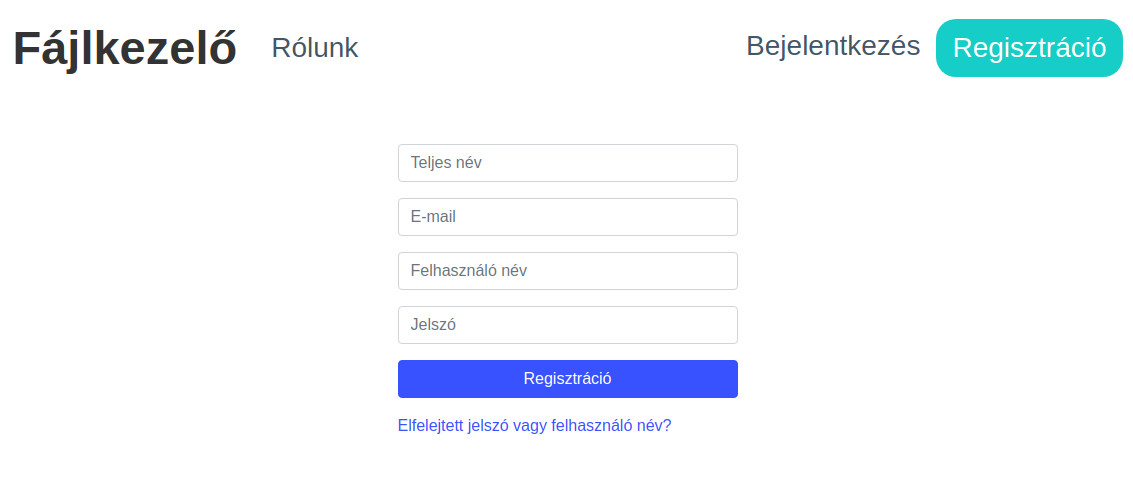 Fájlkezelő Rólunk Bejelentkezés Regisztráció
Teljes név
E-mail
Felhasználó név
Jelszó
Regisztráció
Elfelejtett jelszó vagy felhasználó név?